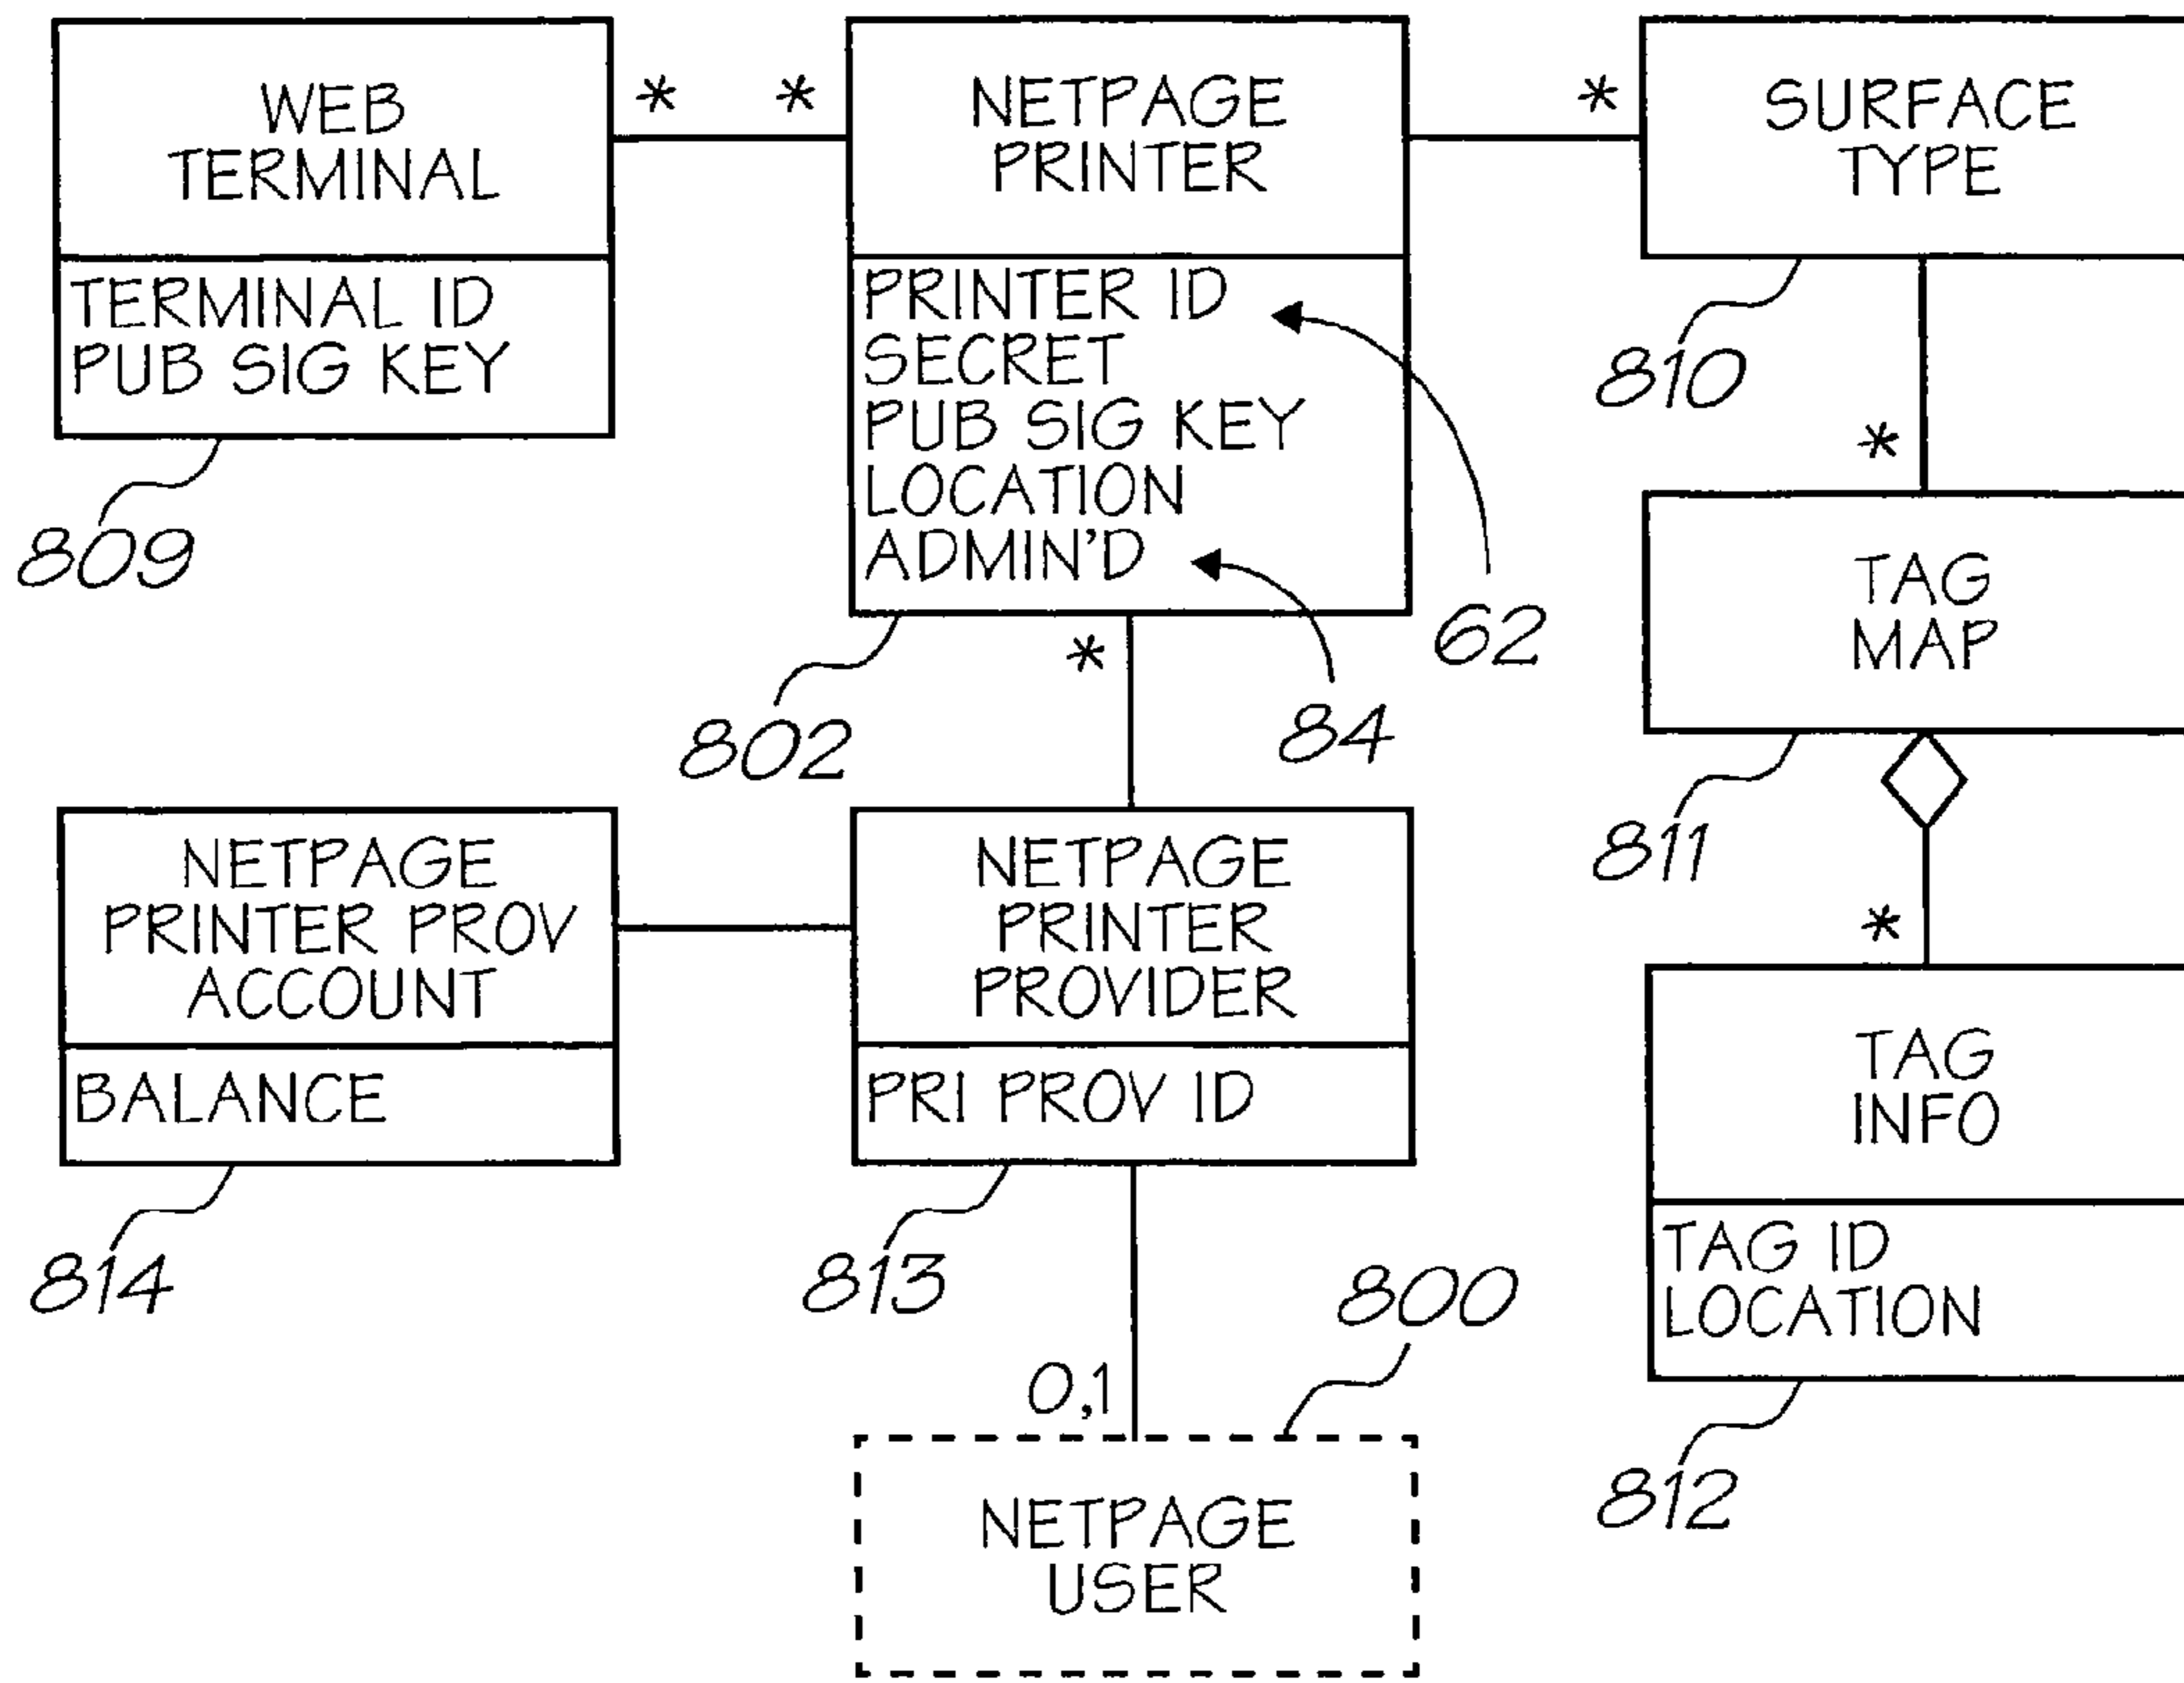 WEB
TERMINAL
TERMINAL ID
PUB SIG KEY
809
*
*
NETPAGE
PRINTER
PRINTER ID
SECRET
PUB SIG KEY
LOCATION
ADMIN'D
62
84
802
*
*
SURFACE
TYPE
810
*
TAG
MAP
811
*
NETPAGE
PRINTER PROV
ACCOUNT
BALANCE
814
NETPAGE
PRINTER
PROVIDER
PRI PROV ID
813
TAG
INFO
TAG ID
LOCATION
812
800
0,1
NETPAGE
USER